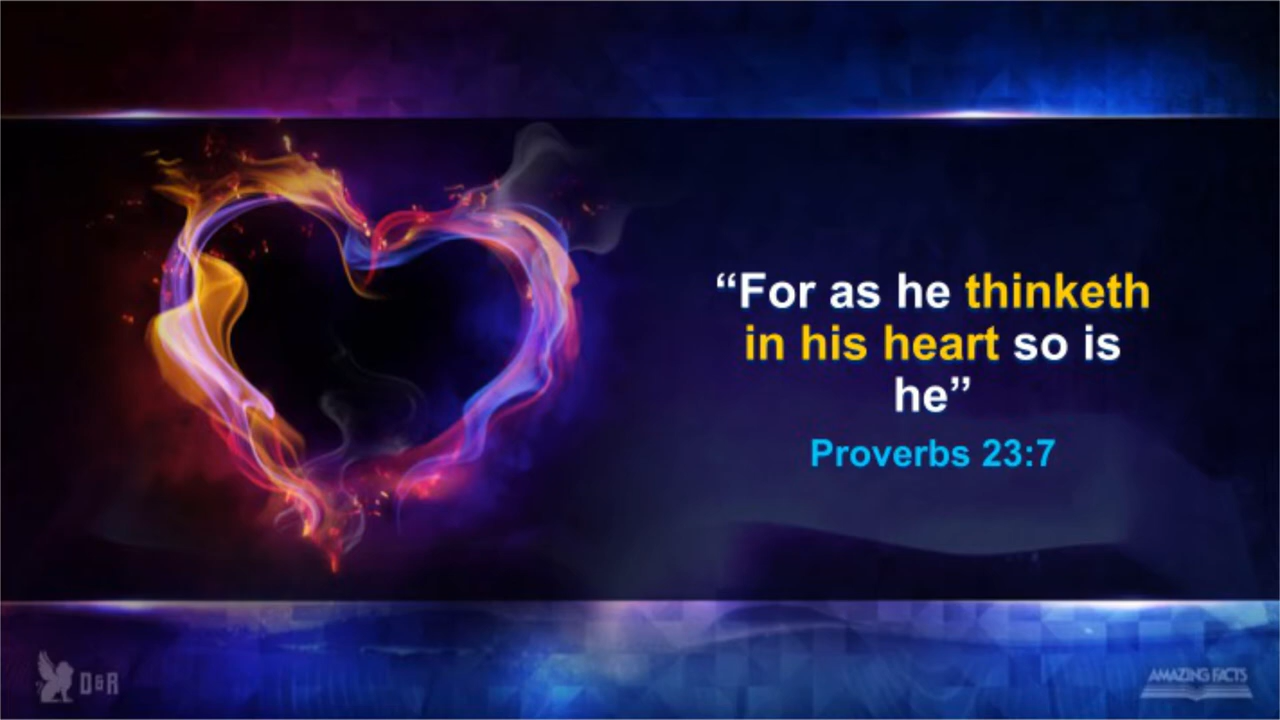 “For as he thinketh
in his heart so is
he”
Proverbs 23:7
D&R
AMAZING FACTS